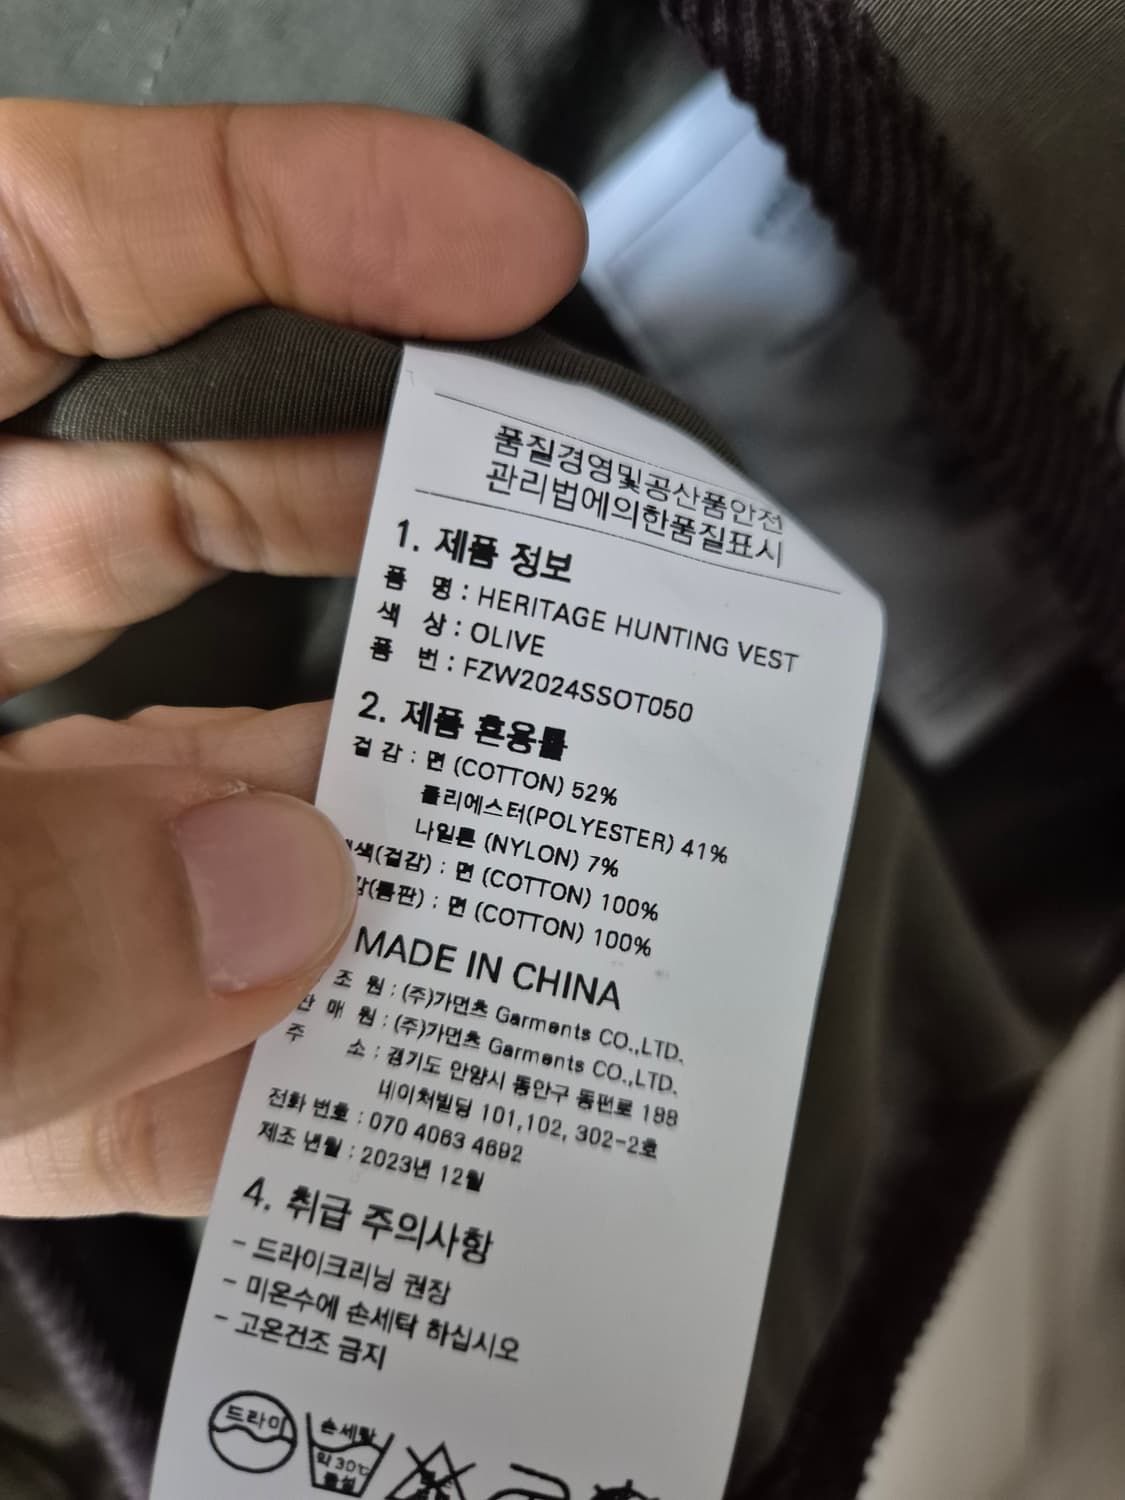 품질경영및공산품안전
관리법에의한품질표시
1. 제품 정보
품 명 : HERITAGE HUNTING VEST
색 상 : OLIVE
품 번 : FZW2024SSOT050
2. 제품 혼용률
겉 감 : 면 (COTTON) 52%
폴리에스터(POLYESTER) 41%
나일론 (NYLON) 7%
(겉감) : 면 (COTTON) 100%
: 면 (COTTON) 100%
MADE IN CHINA
조 원 : (주)가먼츠 Garments CO.,LTD.
판 매 원 : (주)가먼츠 Garments CO.,LTD.
주 소 : 경기도 안양시 동안구 동편로 188
네이처빌딩 101,102, 302-2호
전화 번호 : 070 4063 4692
제조 년월 : 2023년 12월
4. 취급 주의사항
- 드라이크리닝 권장
- 미온수에 손세탁 하십시오
- 고온건조 금지
드라이
손세탁
약 30℃
중성